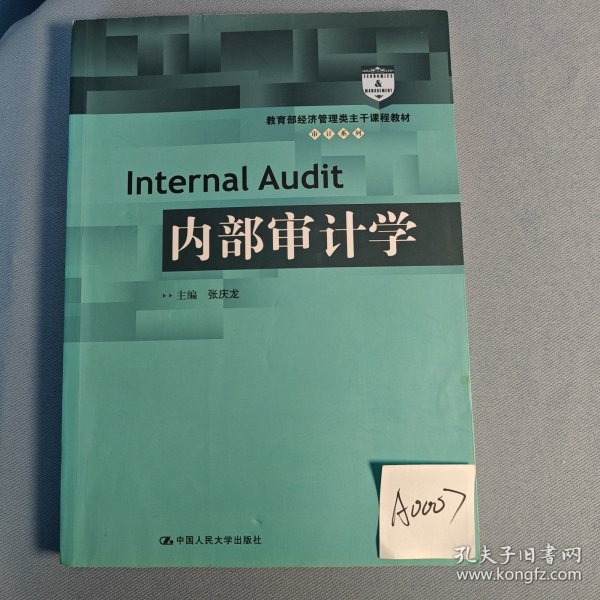 ECONOMICS
&
MANAGEMENT
教育部经济管理类主干课程教材
审计系列
Internal Audit
内部审计学
主编 张庆龙
A0007
中国人民大学出版社
孔夫子旧书网
www.kongfz.com